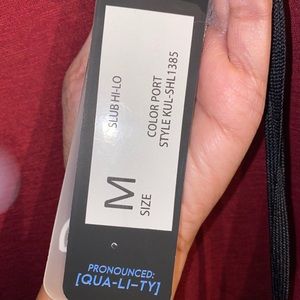 SLUB HI-LO
COLOR PORT
STYLE KUL-SHL1385
M
SIZE
PRONOUNCED:
[QUA-LI-TY]